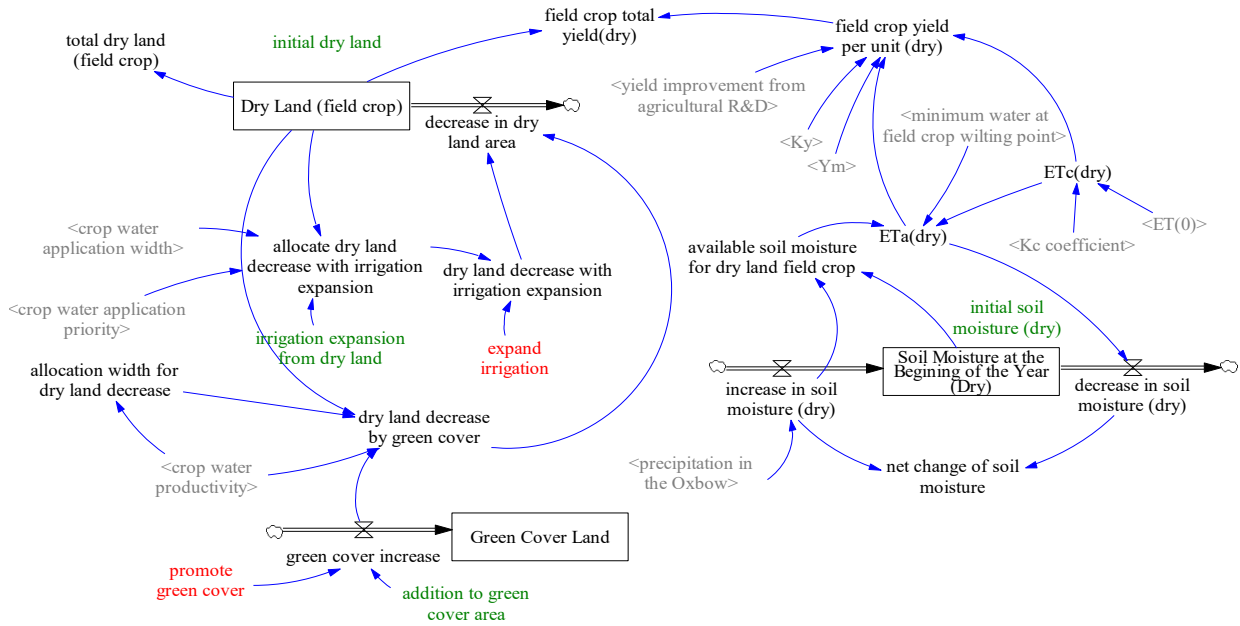 total dry land
(field crop)
initial dry land
field crop total
yield(dry)
field crop yield
per unit (dry)
Dry Land (field crop)
decrease in dry
land area
<yield improvement from
agricultural R&D>
<Ky>
<Ym>
<minimum water at
field crop wilting point>
ETc(dry)
<ET(0)>
<Kc coefficient>
ETa(dry)
<crop water
application width>
allocate dry land
decrease with irrigation
expansion
dry land decrease with
irrigation expansion
available soil moisture
for dry land field crop
<crop water application
priority>
irrigation expansion
from dry land
expand
irrigation
initial soil
moisture (dry)
allocation width for
dry land decrease
Soil Moisture at the
Begining of the Year
(Dry)
increase in soil
moisture (dry)
decrease in soil
moisture (dry)
dry land decrease
by green cover
<crop water
productivity>
<precipitation in
the Oxbow>
net change of soil
moisture
Green Cover Land
green cover increase
promote
green cover
addition to green
cover area